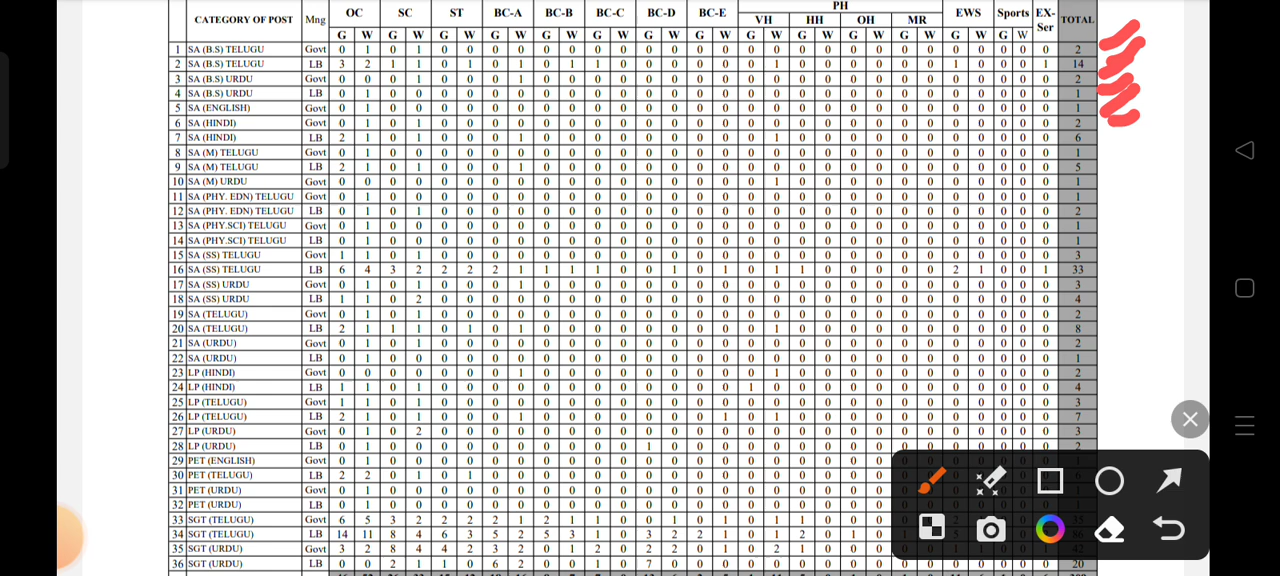 CATEGORY OF POST Mng OC SC ST BC-A BC-B BC-C BC-D BC-E PH EWS Sports EX-Ser TOTAL
VH HH OH MR
G W G W G W G W G W G W G W G W G W G W G W G W G W G W
1 SA (B.S) TELUGU Govt 0 1 0 1 0 0 0 0 0 0 0 0 0 0 0 0 0 0 0 0 0 0 0 0 0 0 0 0 0 2
2 SA (B.S) TELUGU LB 3 2 1 1 0 1 0 1 0 1 1 0 0 0 0 0 0 1 0 0 0 0 0 0 1 0 0 0 1 14
3 SA (B.S) URDU Govt 0 0 0 1 0 0 0 1 0 0 0 0 0 0 0 0 0 0 0 0 0 0 0 0 0 0 0 0 0 2
4 SA (B.S) URDU LB 0 1 0 0 0 0 0 0 0 0 0 0 0 0 0 0 0 0 0 0 0 0 0 0 0 0 0 0 0 1
5 SA (ENGLISH) Govt 0 1 0 0 0 0 0 0 0 0 0 0 0 0 0 0 0 0 0 0 0 0 0 0 0 0 0 0 0 1
6 SA (HINDI) Govt 0 1 0 1 0 0 0 0 0 0 0 0 0 0 0 0 0 0 0 0 0 0 0 0 0 0 0 0 0 2
7 SA (HINDI) LB 2 1 0 1 0 0 0 1 0 0 0 0 0 0 0 0 0 1 0 0 0 0 0 0 0 0 0 0 0 6
8 SA (M) TELUGU Govt 0 1 0 0 0 0 0 0 0 0 0 0 0 0 0 0 0 0 0 0 0 0 0 0 0 0 0 0 0 1
9 SA (M) TELUGU LB 2 1 0 1 0 0 0 1 0 0 0 0 0 0 0 0 0 0 0 0 0 0 0 0 0 0 0 0 0 5
10 SA (M) URDU Govt 0 0 0 0 0 0 0 0 0 0 0 0 0 0 0 0 0 1 0 0 0 0 0 0 0 0 0 0 0 1
11 SA (PHY. EDN) TELUGU Govt 0 1 0 0 0 0 0 0 0 0 0 0 0 0 0 0 0 0 0 0 0 0 0 0 0 0 0 0 0 1
12 SA (PHY. EDN) TELUGU LB 0 1 0 1 0 0 0 0 0 0 0 0 0 0 0 0 0 0 0 0 0 0 0 0 0 0 0 0 0 2
13 SA (PHY.SCI) TELUGU Govt 0 1 0 0 0 0 0 0 0 0 0 0 0 0 0 0 0 0 0 0 0 0 0 0 0 0 0 0 0 1
14 SA (PHY.SCI) TELUGU LB 0 1 0 0 0 0 0 0 0 0 0 0 0 0 0 0 0 0 0 0 0 0 0 0 0 0 0 0 0 1
15 SA (SS) TELUGU Govt 1 1 0 1 0 0 0 0 0 0 0 0 0 0 0 0 0 0 0 0 0 0 0 0 0 0 0 0 0 3
16 SA (SS) TELUGU LB 6 4 3 2 2 2 2 1 1 1 1 0 0 1 0 1 0 1 1 0 0 0 0 0 2 1 0 0 1 33
17 SA (SS) URDU Govt 0 1 0 1 0 0 0 1 0 0 0 0 0 0 0 0 0 0 0 0 0 0 0 0 0 0 0 0 0 3
18 SA (SS) URDU LB 1 1 0 2 0 0 0 0 0 0 0 0 0 0 0 0 0 0 0 0 0 0 0 0 0 0 0 0 0 4
19 SA (TELUGU) Govt 0 1 0 1 0 0 0 0 0 0 0 0 0 0 0 0 0 0 0 0 0 0 0 0 0 0 0 0 0 2
20 SA (TELUGU) LB 2 1 1 1 0 1 0 1 0 0 0 0 0 0 0 0 0 1 0 0 0 0 0 0 0 0 0 0 0 8
21 SA (URDU) Govt 0 1 0 1 0 0 0 0 0 0 0 0 0 0 0 0 0 0 0 0 0 0 0 0 0 0 0 0 0 2
22 SA (URDU) LB 0 1 0 0 0 0 0 0 0 0 0 0 0 0 0 0 0 0 0 0 0 0 0 0 0 0 0 0 0 1
23 LP (HINDI) Govt 0 0 0 0 0 0 0 1 0 0 0 0 0 0 0 0 0 1 0 0 0 0 0 0 0 0 0 0 0 2
24 LP (HINDI) LB 1 1 0 1 0 0 0 0 0 0 0 0 0 0 0 0 1 0 0 0 0 0 0 0 0 0 0 0 0 4
25 LP (TELUGU) Govt 1 1 0 1 0 0 0 0 0 0 0 0 0 0 0 0 0 0 0 0 0 0 0 0 0 0 0 0 0 3
26 LP (TELUGU) LB 2 1 0 1 0 0 0 1 0 0 0 0 0 0 0 1 0 1 0 0 0 0 0 0 0 0 0 0 0 7
27 LP (URDU) Govt 0 1 0 2 0 0 0 0 0 0 0 0 0 0 0 0 0 0 0 0 0 0 0 0 0 0 0 0 0 3
28 LP (URDU) LB 0 1 0 0 0 0 0 0 0 0 0 0 1 0 0 0 0 0 0 0 0 0 0 0 0 0 0 0 0 2
29 PET (ENGLISH) Govt 0 1 0 0 0 0 0 0 0 0 0 0 0 0 0 0 0 0 0 0 0 0
30 PET (TELUGU) LB 2 2 0 1 0 1 0 0 0 0 0 0 0 0 0 0 0 0 0 0 0 0
31 PET (URDU) Govt 0 1 0 0 0 0 0 0 0 0 0 0 0 0 0 0 0 0 0 0 0 0
32 PET (URDU) LB 0 1 0 0 0 0 0 0 0 0 0 0 0 0 0 0 0 0 0 0 0 0
33 SGT (TELUGU) Govt 6 5 3 2 2 2 2 1 2 1 1 0 0 1 0 1 0 1 1 0 0 0
34 SGT (TELUGU) LB 14 11 8 4 6 3 5 2 5 3 1 0 3 2 2 1 0 1 2 0 1 0
35 SGT (URDU) Govt 3 2 8 4 4 2 3 2 0 1 2 0 2 2 0 1 0 2 1 0 0 0
36 SGT (URDU) LB 0 0 2 1 1 0 6 2 0 0 1 0 7 0 0 0 0 0 0 0 0 0 0 0 0 0 0 0 0 20